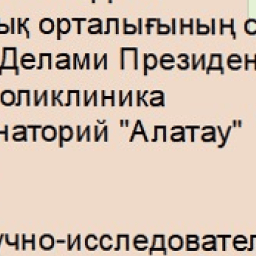 ық орталығының с
Делами Президен
оликлиника
наторий "Алатау"
учно-исследовател